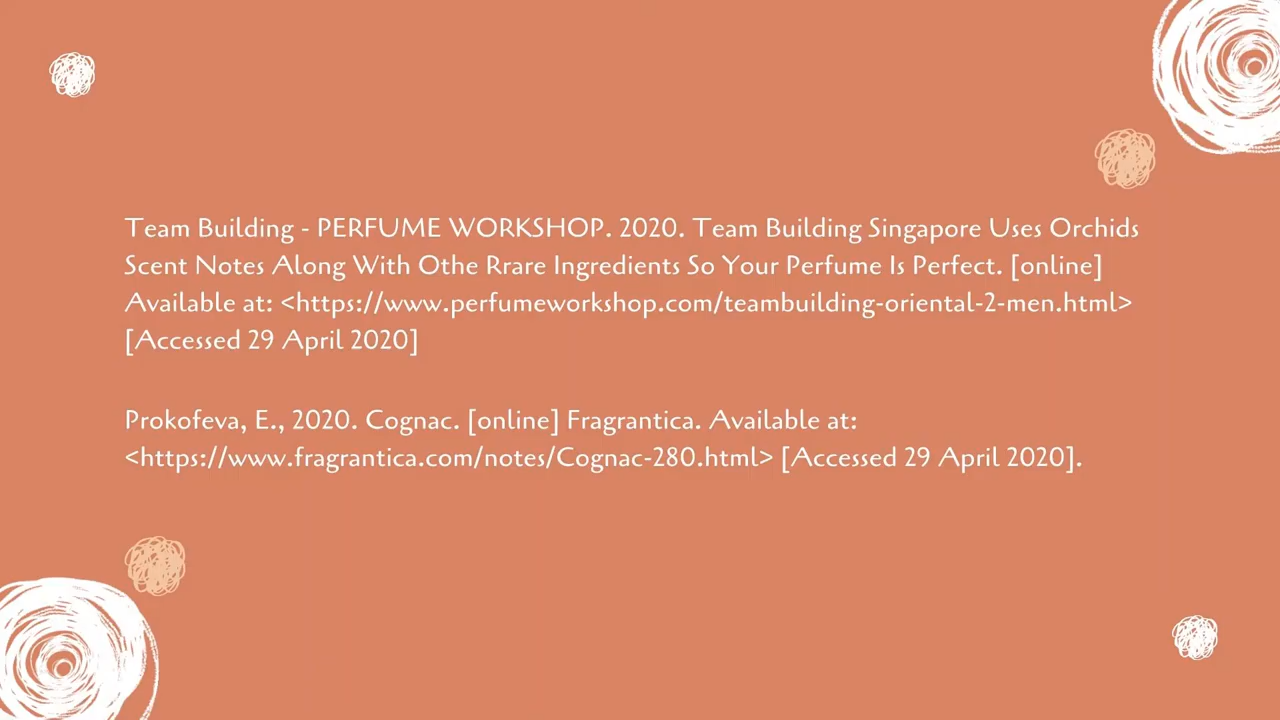 Team Building - PERFUME WORKSHOP. 2020. Team Building Singapore Uses Orchids
Scent Notes Along With Othe Rrare Ingredients So Your Perfume Is Perfect. [online]
Available at: <https://www.perfumeworkshop.com/teambuilding-oriental-2-men.html>
[Accessed 29 April 2020]
Prokofeva, E., 2020. Cognac. [online] Fragrantica. Available at:
<https://www.fragrantica.com/notes/Cognac-280.html> [Accessed 29 April 2020].